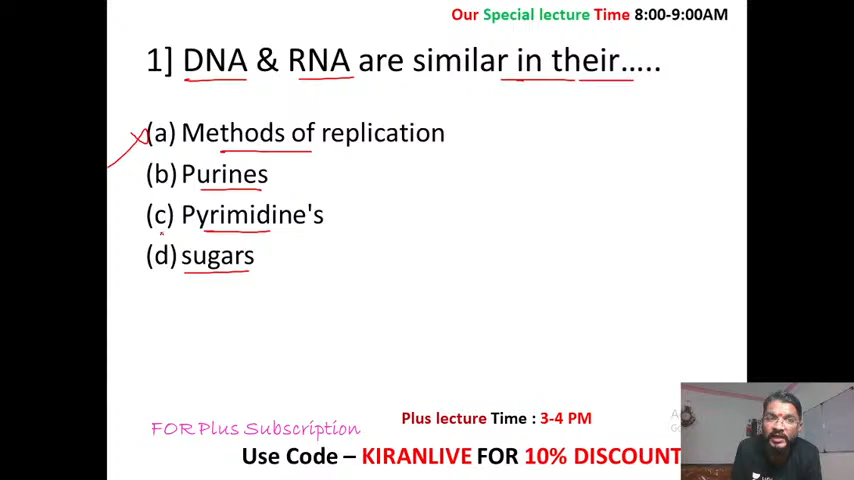 Our Special lecture Time 8:00-9:00AM
1] DNA & RNA are similar in their.....
(a) Methods of replication
(b) Purines
(c) Pyrimidine's
(d) sugars
FOR Plus Subscription
Plus lecture Time : 3-4 PM
Use Code – KIRANLIVE FOR 10% DISCOUNT